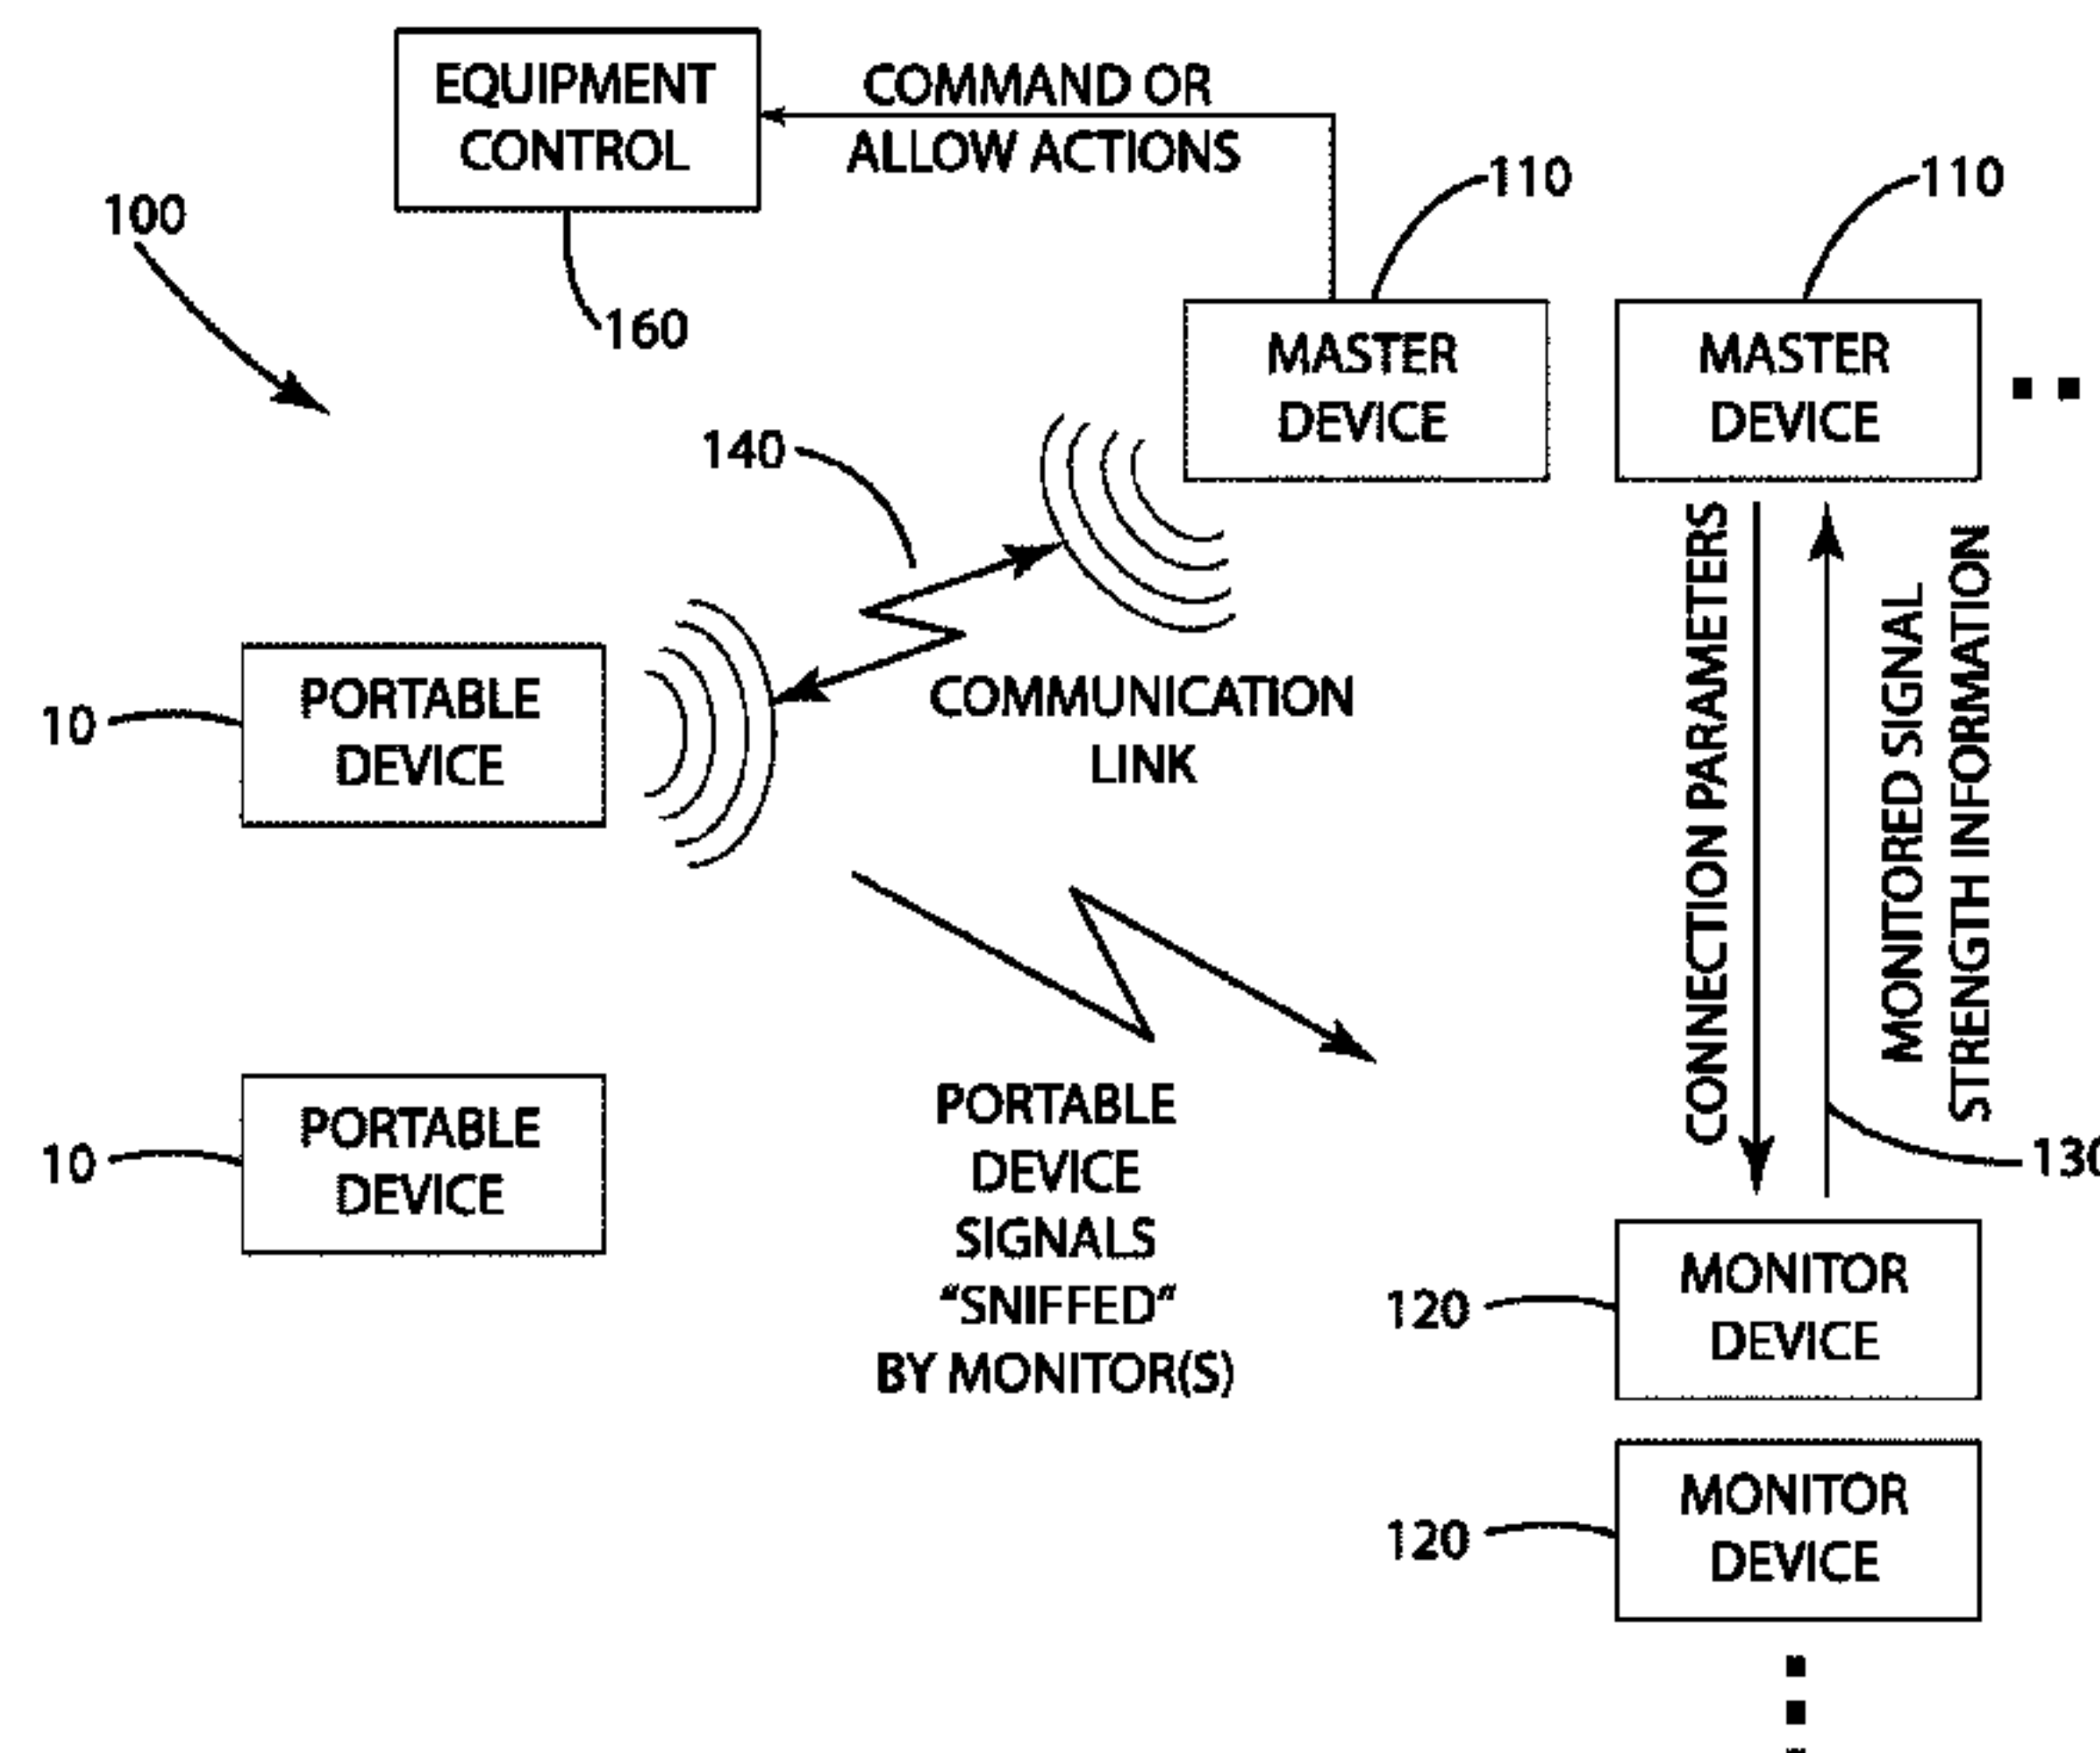 EQUIPMENT
CONTROL
COMMAND OR
ALLOW ACTIONS
110
110
100
160
MASTER
DEVICE
MASTER
DEVICE
140
CONNECTION PARAMETERS
MONITORED SIGNAL
STRENGTH INFORMATION
10
PORTABLE
DEVICE
COMMUNICATION
LINK
10
PORTABLE
DEVICE
PORTABLE
DEVICE
SIGNALS
"SNIFFED"
BY MONITOR(S)
130
120
MONITOR
DEVICE
120
MONITOR
DEVICE